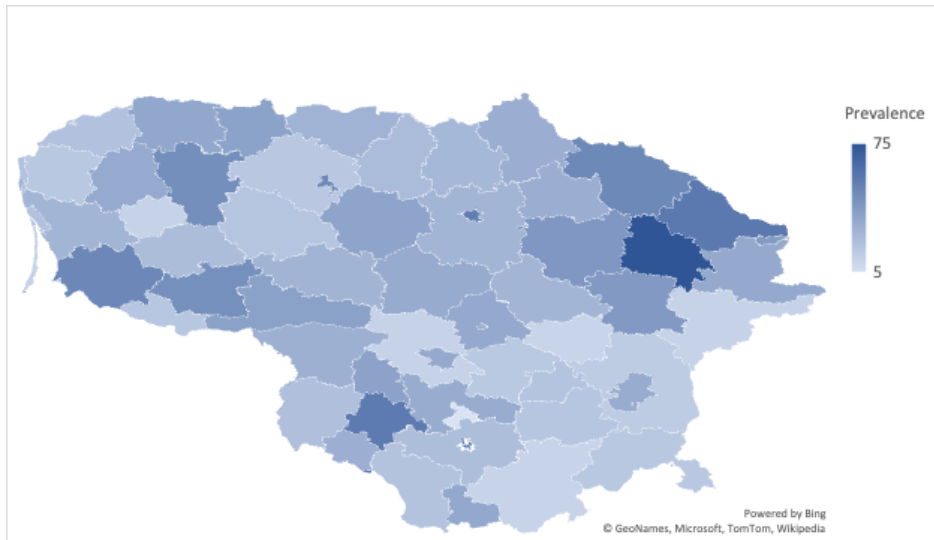 Prevalence
75
5
Powered by Bing
© GeoNames, Microsoft, TomTom, Wikipedia